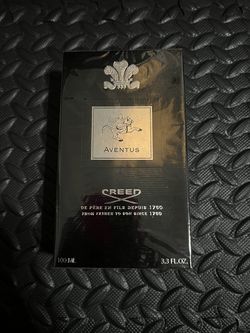 AVENTUS
CREED
DE PÈRE EN FILS DEPUIS 1760
FROM FATHER TO SON SINCE 1760
100 ML 3.3 FL.OZ.